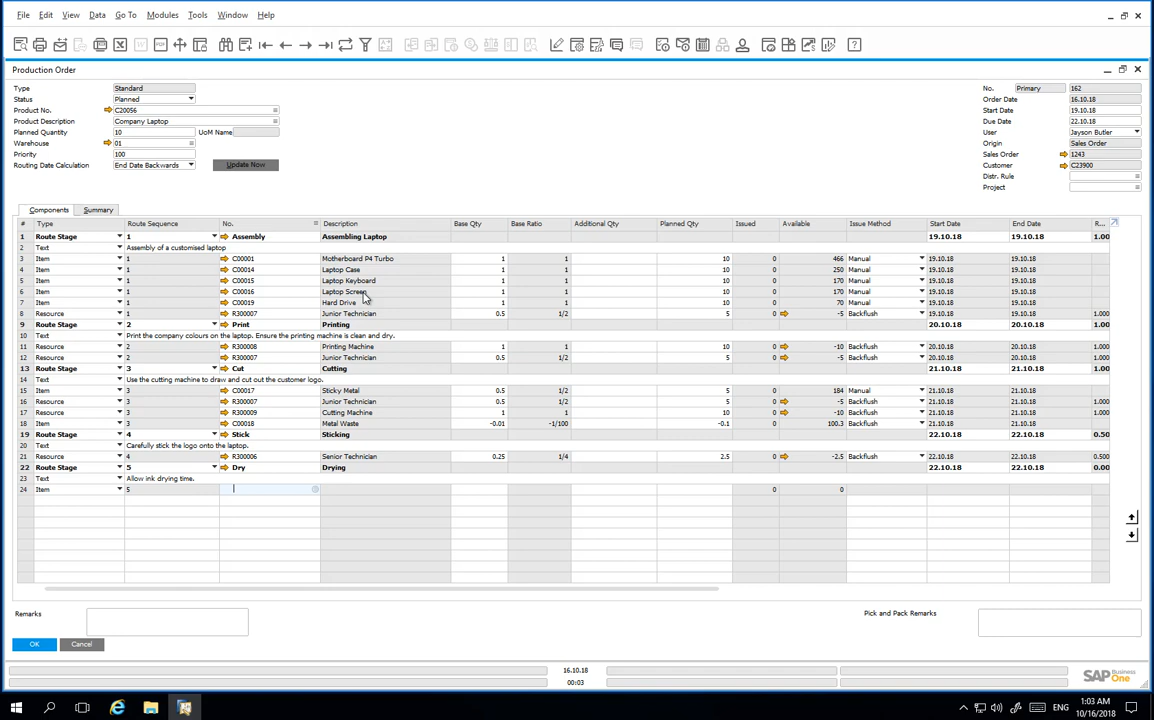 File Edit View Data Go To Modules Tools Window Help
Production Order
Type Standard
Status Planned
Product No. C20056
Product Description Company Laptop
Planned Quantity 10 UoM Name
Warehouse 01
Priority 100
Routing Date Calculation End Date Backwards Update Now
No. Primary 162
Order Date 16.10.18
Start Date 19.10.18
Due Date 22.10.18
User Jayson Butler
Origin Sales Order
Sales Order 1243
Customer C23900
Distr. Rule
Project
Components Summary
# Type Route Sequence No. Description Base Qty Base Ratio Additional Qty Planned Qty Issued Available Issue Method Start Date End Date R...
1 Route Stage 1 Assembly Assembling Laptop 19.10.18 19.10.18 1.00
2 Text Assembly of a customised laptop
3 Item 1 C00001 Motherboard P4 Turbo 1 1 10 0 466 Manual 19.10.18 19.10.18
4 Item 1 C00014 Laptop Case 1 1 10 0 250 Manual 19.10.18 19.10.18
5 Item 1 C00015 Laptop Keyboard 1 1 10 0 170 Manual 19.10.18 19.10.18
6 Item 1 C00016 Laptop Screen 1 1 10 0 170 Manual 19.10.18 19.10.18
7 Item 1 C00019 Hard Drive 1 1 10 0 70 Manual 19.10.18 19.10.18
8 Resource 1 R300007 Junior Technician 0.5 1/2 5 0 -5 Backflush 19.10.18 19.10.18 1.000
9 Route Stage 2 Print Printing 20.10.18 20.10.18 1.00
10 Text Print the company colours on the laptop. Ensure the printing machine is clean and dry.
11 Resource 2 R300008 Printing Machine 1 1 10 0 -10 Backflush 20.10.18 20.10.18 1.000
12 Resource 2 R300007 Junior Technician 0.5 1/2 5 0 -5 Backflush 20.10.18 20.10.18 1.000
13 Route Stage 3 Cut Cutting 21.10.18 21.10.18 1.00
14 Text Use the cutting machine to draw and cut out the customer logo.
15 Item 3 C00017 Sticky Metal 0.5 1/2 5 0 184 Manual 21.10.18 21.10.18
16 Resource 3 R300007 Junior Technician 0.5 1/2 5 0 -5 Backflush 21.10.18 21.10.18 1.000
17 Resource 3 R300009 Cutting Machine 1 1 10 0 -10 Backflush 21.10.18 21.10.18 1.000
18 Item 3 C00018 Metal Waste -0.01 -1/100 -0.1 0 100.3 Manual 21.10.18 21.10.18
19 Route Stage 4 Stick Sticking 22.10.18 22.10.18 0.50
20 Text Carefully stick the logo onto the laptop.
21 Resource 4 R300006 Senior Technician 0.25 1/4 2.5 0 -2.5 Backflush 22.10.18 22.10.18 0.500
22 Route Stage 5 Dry Drying 22.10.18 22.10.18 0.00
23 Text Allow ink drying time.
24 Item 5 0 0
Remarks
Pick and Pack Remarks
OK Cancel
16.10.18
00:03
SAP Business One
ENG
1:03 AM
10/16/2018